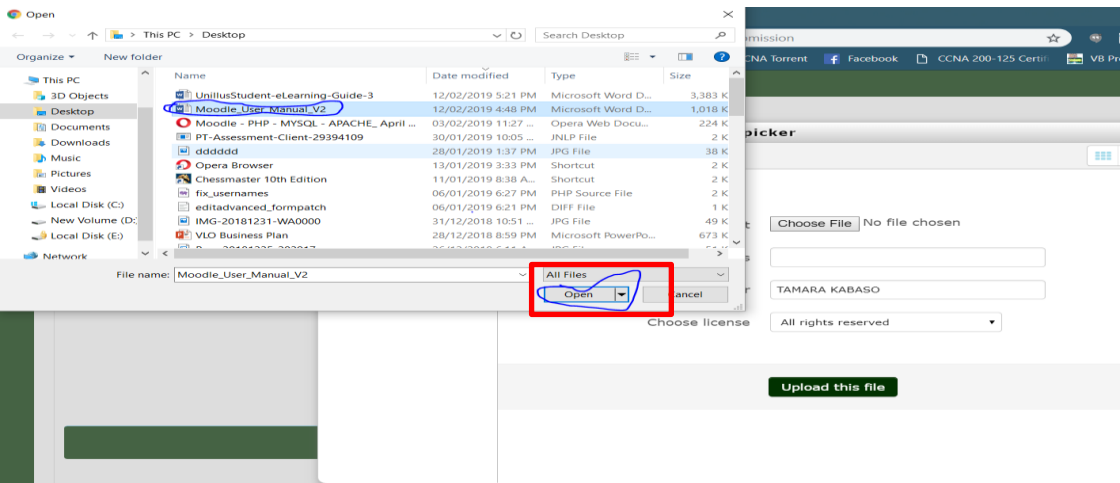 Open
This PC > Desktop
Search Desktop
Organize
New folder
This PC
3D Objects
Desktop
Documents
Downloads
Music
Pictures
Videos
Local Disk (C:)
New Volume (D:
Local Disk (E:)
Network
Name Date modified Type Size
UnillusStudent-eLearning-Guide-3 12/02/2019 5:21 PM Microsoft Word D... 3,383 K
Moodle_User_Manual_V2 12/02/2019 4:48 PM Microsoft Word D... 1,018 K
Moodle - PHP - MYSQL - APACHE_ April ... 03/02/2019 11:27 ... Opera Web Docu... 224 K
PT-Assessment-Client-29394109 30/01/2019 10:05 ... JNLP File 2 K
dddddd 28/01/2019 1:37 PM JPG File 38 K
Opera Browser 13/01/2019 3:33 PM Shortcut 2 K
Chessmaster 10th Edition 11/01/2019 8:38 A... Shortcut 2 K
fix_usernames 06/01/2019 6:27 PM PHP Source File 2 K
editadvanced_formpatch 06/01/2019 6:21 PM DIFF File 1 K
IMG-20181231-WA0000 31/12/2018 10:51 ... JPG File 49 K
VLO Business Plan 28/12/2018 8:59 PM Microsoft PowerPo... 673 K
File name: Moodle_User_Manual_V2
All Files
Open
Cancel
mission
CNA Torrent Facebook CCNA 200-125 Certifi VB Pr
picker
Choose File No file chosen
TAMARA KABASO
Choose license All rights reserved
Upload this file